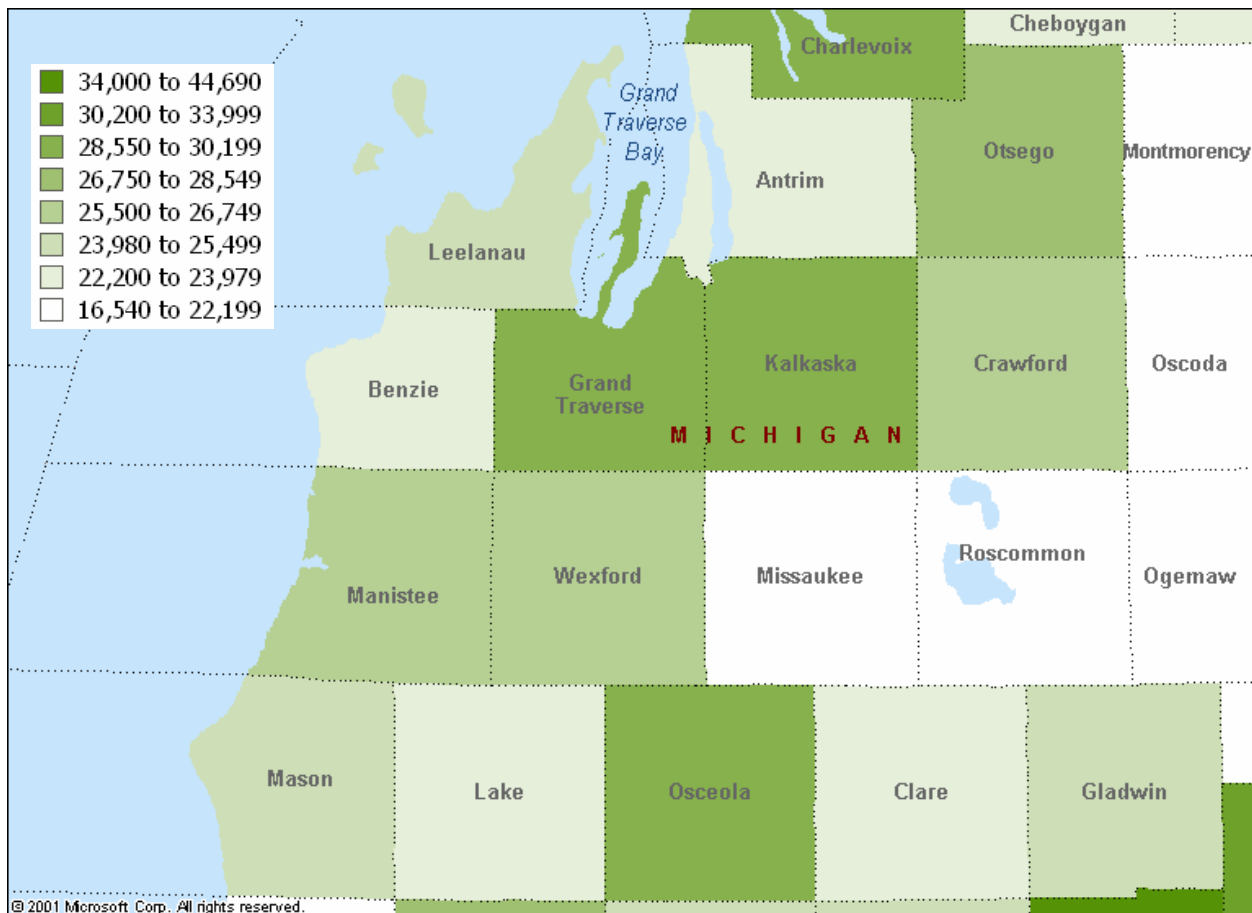 Cheboygan
Charlevoix
34,000 to 44,690
30,200 to 33,999
28,550 to 30,199
26,750 to 28,549
25,500 to 26,749
23,980 to 25,499
22,200 to 23,979
16,540 to 22,199
Grand
Traverse
Bay
Otsego
Montmorency
Antrim
Leelanau
Benzie
Grand
Traverse
Kalkaska
Crawford
Oscoda
MICHIGAN
Manistee
Wexford
Missaukee
Roscommon
Ogemaw
Mason
Lake
Osceola
Clare
Gladwin
© 2001 Microsoft Corp. All rights reserved.